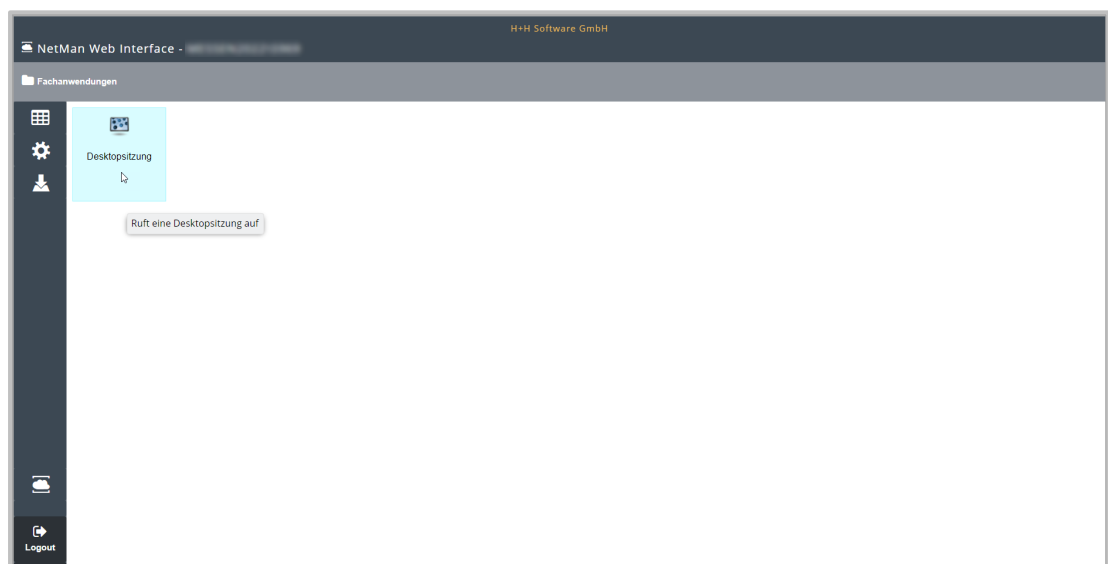 H+H Software GmbH
NetMan Web Interface -
Fachanwendungen
Desktopsitzung
Ruft eine Desktopsitzung auf
Logout